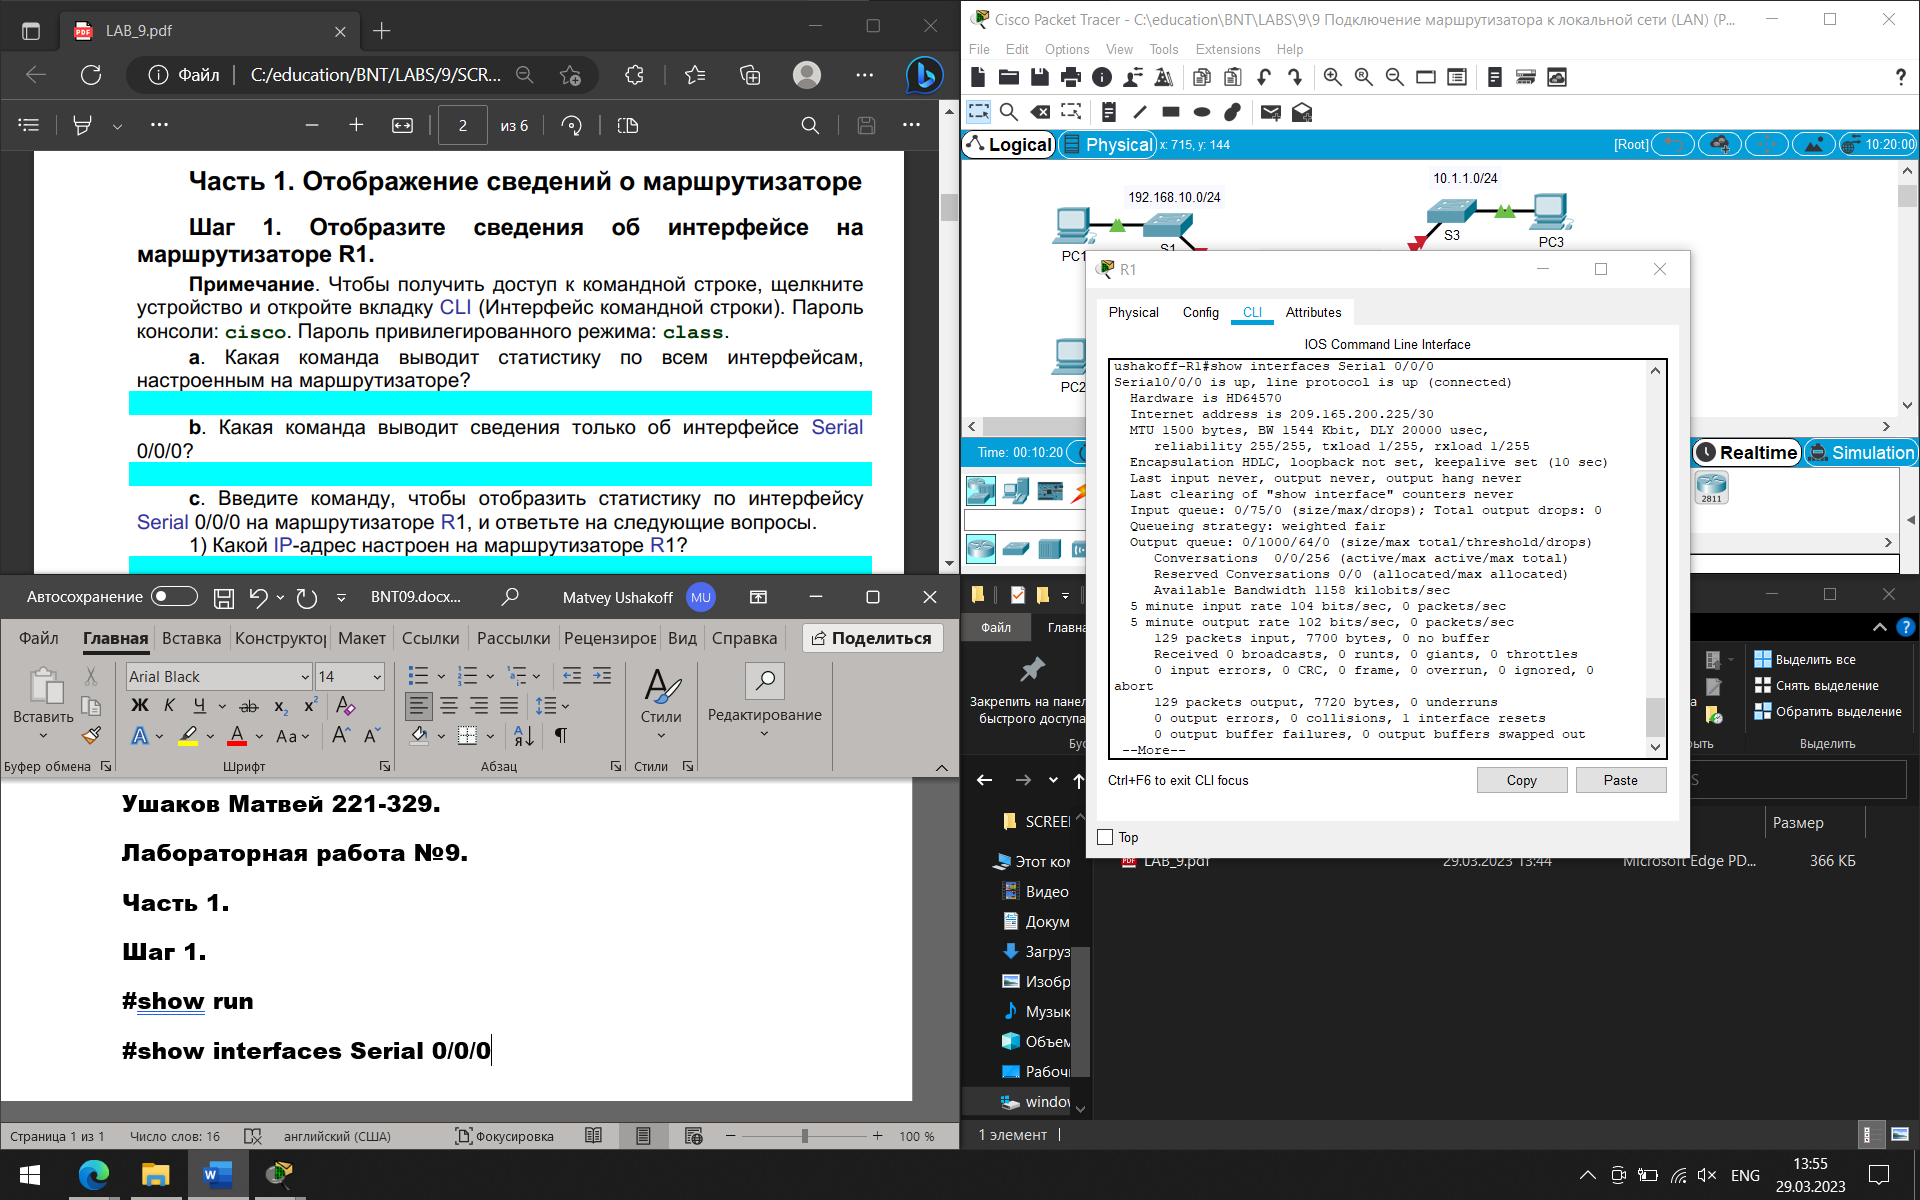 LAB_9.pdf
Файл
C:/education/BNT/LABS/9/SCR...
2
из 6
Часть 1. Отображение сведений о маршрутизаторе
Шаг 1. Отобразите сведения об интерфейсе на
маршрутизаторе R1.
Примечание. Чтобы получить доступ к командной строке, щелкните
устройство и откройте вкладку CLI (Интерфейс командной строки). Пароль
консоли: cisco. Пароль привилегированного режима: class.
a. Какая команда выводит статистику по всем интерфейсам,
настроенным на маршрутизаторе?
b. Какая команда выводит сведения только об интерфейсе Serial
0/0/0?
c. Введите команду, чтобы отобразить статистику по интерфейсу
Serial 0/0/0 на маршрутизаторе R1, и ответьте на следующие вопросы.
1) Какой IP-адрес настроен на маршрутизаторе R1?
Cisco Packet Tracer - C:\education\BNT\LABS\9\9 Подключение маршрутизатора к локальной сети (LAN) (P...
File Edit Options View Tools Extensions Help
Logical
Physical
x: 715, y: 144
[Root]
10:20:00
192.168.10.0/24
10.1.1.0/24
S1
S3
PC1
PC3
PC2
Time: 00:10:20
Realtime
Simulation
2811
R1
Physical Config CLI Attributes
IOS Command Line Interface
ushakoff-R1#show interfaces Serial 0/0/0
Serial0/0/0 is up, line protocol is up (connected)
Hardware is HD64570
Internet address is 209.165.200.225/30
MTU 1500 bytes, BW 1544 Kbit, DLY 20000 usec,
reliability 255/255, txload 1/255, rxload 1/255
Encapsulation HDLC, loopback not set, keepalive set (10 sec)
Last input never, output never, output hang never
Last clearing of "show interface" counters never
Input queue: 0/75/0 (size/max/drops); Total output drops: 0
Queueing strategy: weighted fair
Output queue: 0/1000/64/0 (size/max total/threshold/drops)
Conversations 0/0/256 (active/max active/max total)
Reserved Conversations 0/0 (allocated/max allocated)
Available Bandwidth 1158 kilobits/sec
5 minute input rate 104 bits/sec, 0 packets/sec
5 minute output rate 102 bits/sec, 0 packets/sec
129 packets input, 7700 bytes, 0 no buffer
Received 0 broadcasts, 0 runts, 0 giants, 0 throttles
0 input errors, 0 CRC, 0 frame, 0 overrun, 0 ignored, 0
abort
129 packets output, 7720 bytes, 0 underruns
0 output errors, 0 collisions, 1 interface resets
0 output buffer failures, 0 output buffers swapped out
--More--
Ctrl+F6 to exit CLI focus
Copy
Paste
Top
Автосохранение
BNT09.docx...
Matvey Ushakoff
MU
Файл Главная Вставка Конструктор Макет Ссылки Рассылки Рецензиров Вид Справка
Поделиться
Вставить
Arial Black
14
Ж К Ч ab x₂ x²
Aa
Стили
Редактирование
Буфер обмена
Шрифт
Абзац
Стили
Ушаков Матвей 221-329.
Лабораторная работа №9.
Часть 1.
Шаг 1.
#show run
#show interfaces Serial 0/0/0
Страница 1 из 1
Число слов: 16
английский (США)
Фокусировка
100 %
Файл
Главна
Закрепить на панел
быстрого доступа
Выделить все
Снять выделение
Обратить выделение
Выделить
Размер
SCREE
Этот ком
Видео
Докум
Загруз
Изобр
Музык
Объем
Рабоч
window
LAB_9.pdf
29.03.2023 13:44
Microsoft Edge PD...
366 КБ
1 элемент
ENG
13:55
29.03.2023